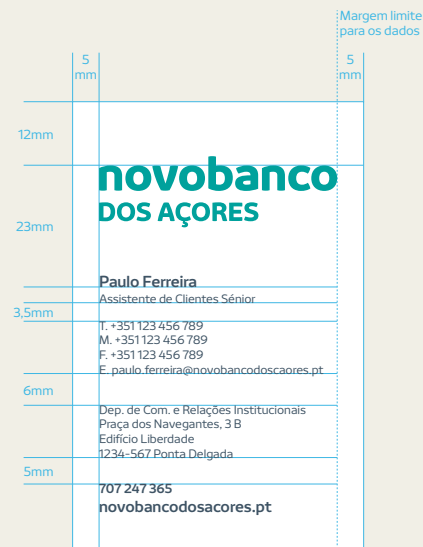 Margem limite
para os dados
5
mm
5
mm
12mm
novobanco
DOS AÇORES
23mm
Paulo Ferreira
Assistente de Clientes Sénior
3,5mm
T. +351 123 456 789
M. +351 123 456 789
F. +351 123 456 789
E. paulo.ferreira@novobancodoscaores.pt
6mm
Dep. de Com. e Relações Institucionais
Praça dos Navegantes, 3 B
Edifício Liberdade
1234-567 Ponta Delgada
5mm
707 247 365
novobancodosacores.pt